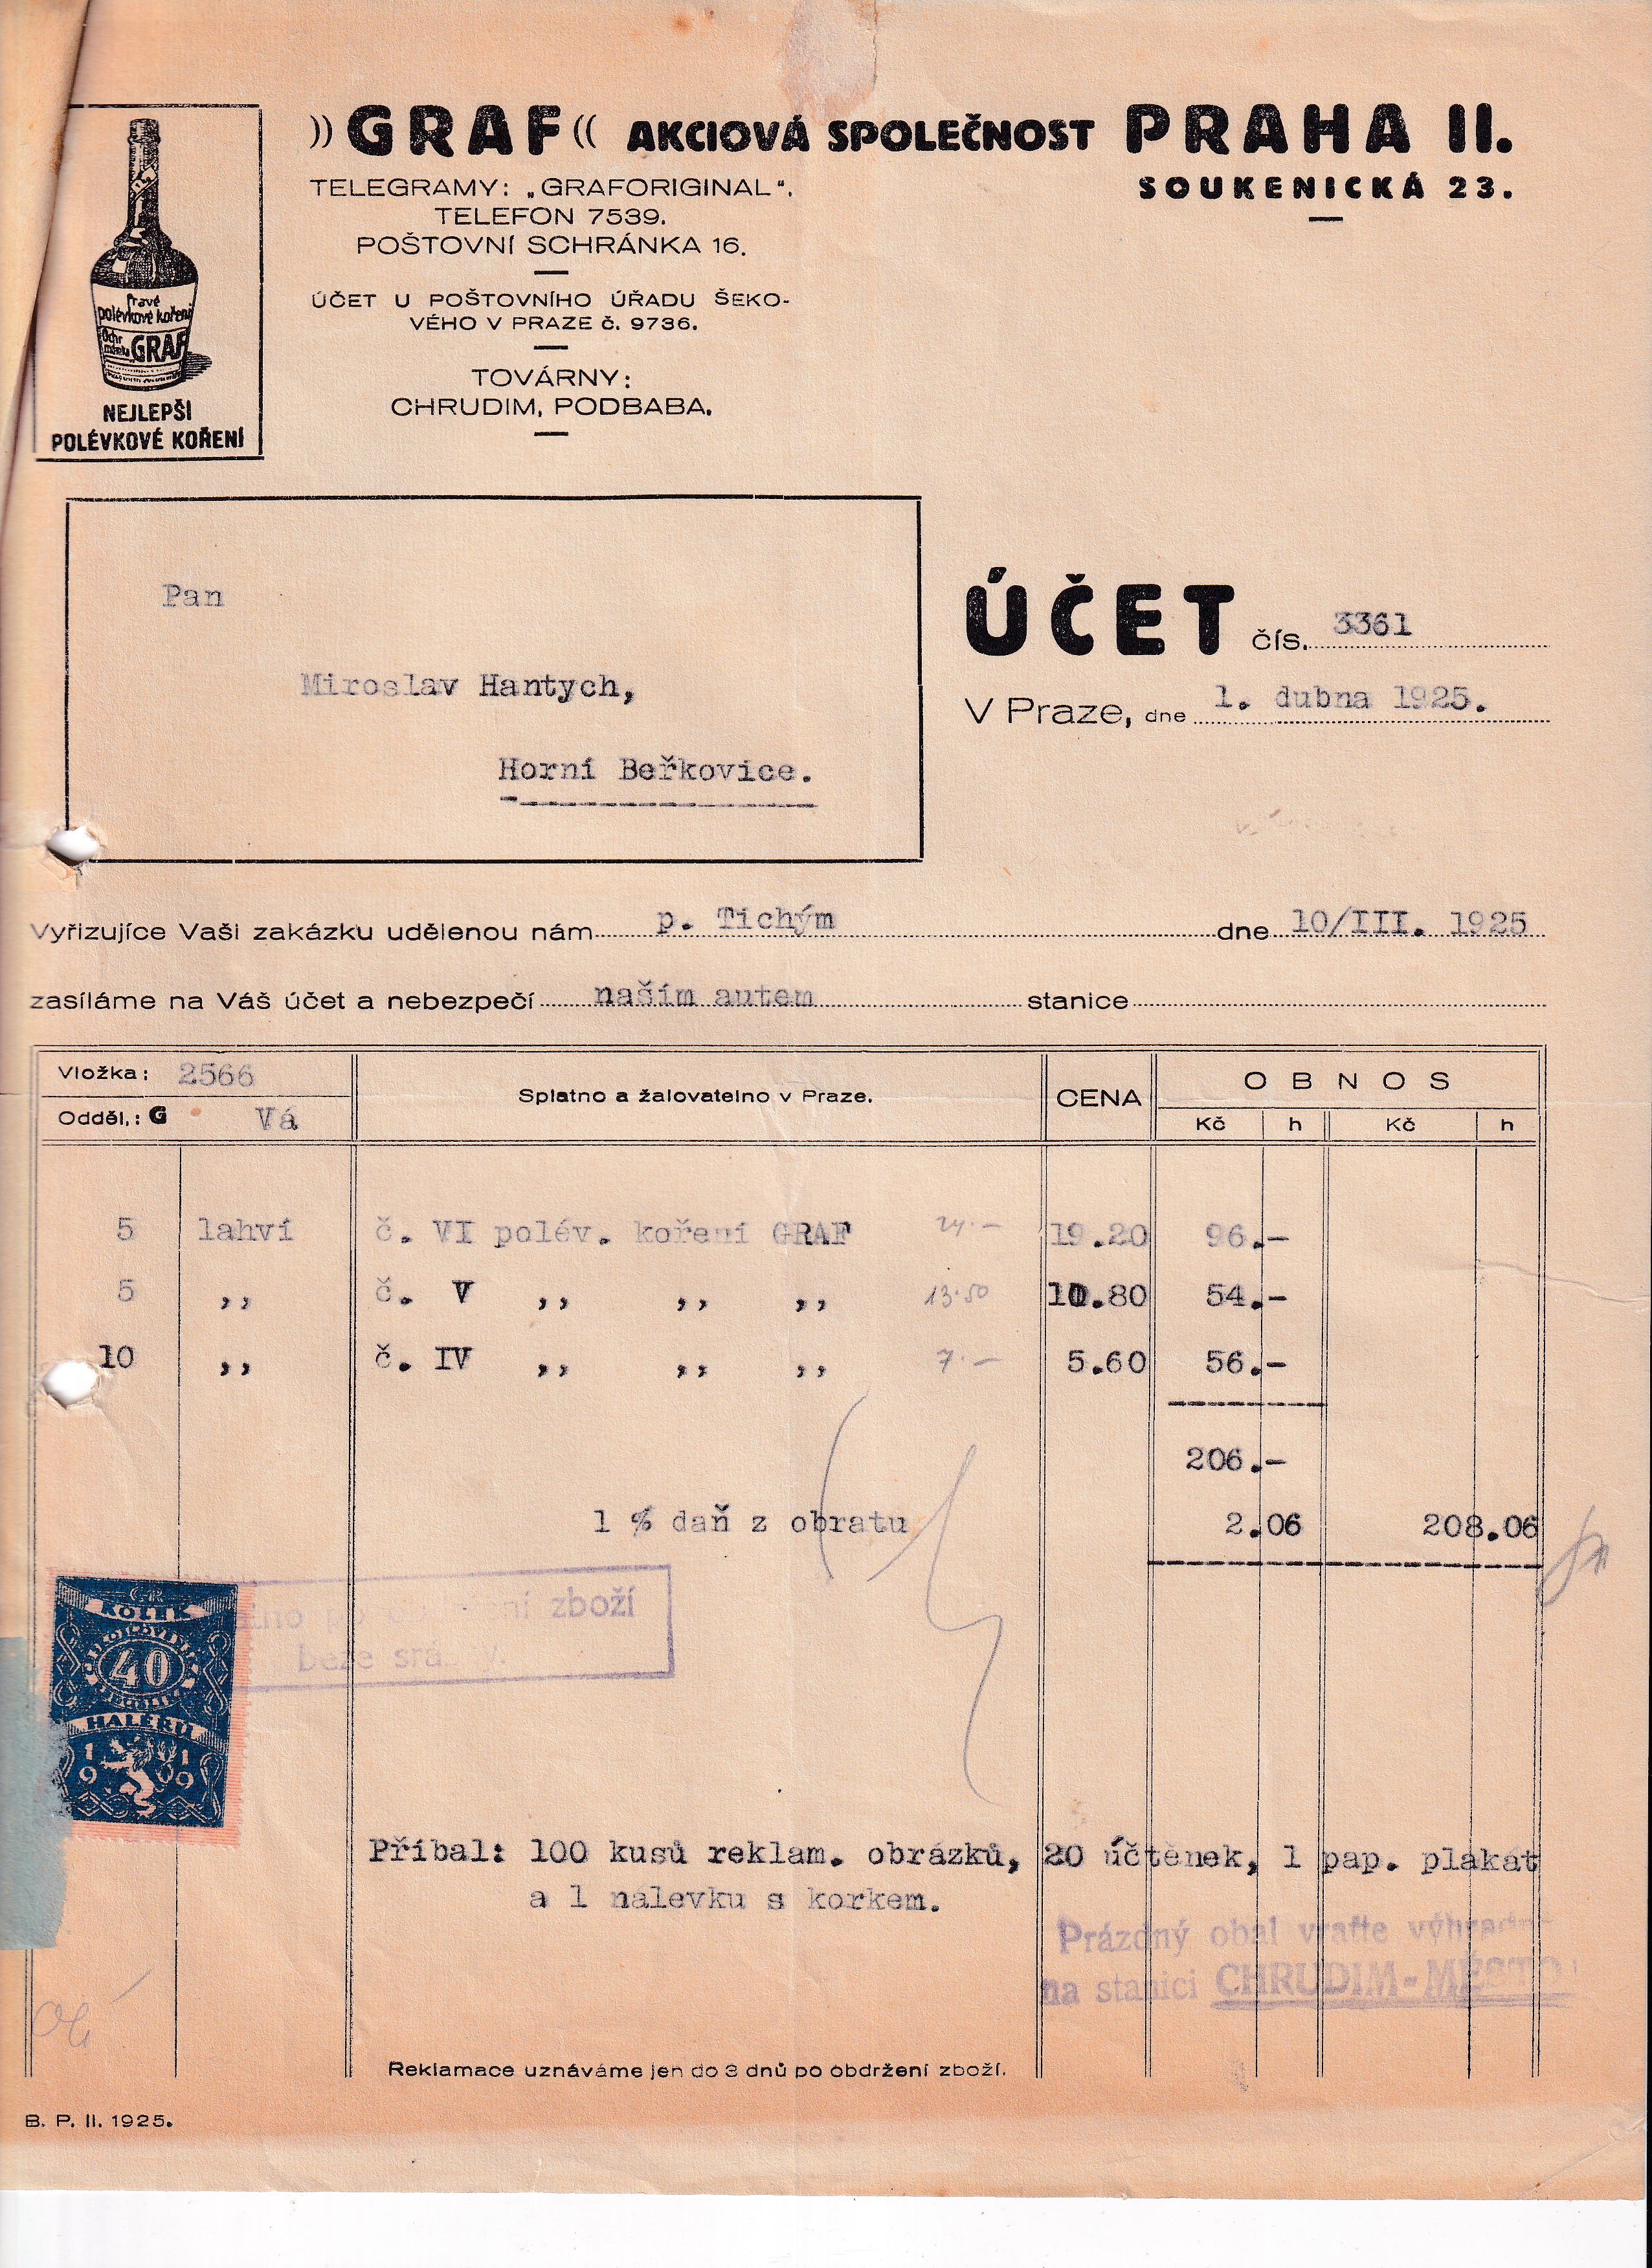 »GRAF« AKCIOVÁ SPOLEČNOST PRAHA II.
SOUKENICKÁ 23.
TELEGRAMY: „GRAFORIGINAL“.
TELEFON 7539.
POŠTOVNÍ SCHRÁNKA 16.
ÚČET U POŠTOVNÍHO ÚŘADU ŠEKO-
VÉHO V PRAZE č. 9736.
TOVÁRNY:
CHRUDIM, PODBABA.
Pravé
polévkové koření
Ochr.
známka GRAF
NEJLEPŠÍ
POLÉVKOVÉ KOŘENÍ
Pan
Miroslav Hantych,
Horní Beřkovice.
ÚČET čís. 3361
V Praze, dne 1. dubna 1925.
Vyřizujíce Vaši zakázku udělenou nám p. Tichým dne 10/III. 1925
zasíláme na Váš účet a nebezpečí naším autem stanice
Vložka: 2566
Odděl.: G Vá
Splatno a žalovatelno v Praze.
CENA
OBNOS
Kč h Kč h
5 lahví č. VI polév. koření GRAF 24.— 19.20 96.—
5 ,, č. V ,, ,, ,, 13.50 10.80 54.—
10 ,, č. IV ,, ,, ,, 7.— 5.60 56.—
206.—
1 % daň z obratu 2.06 208.06
zboží
beze
KOLEK
40
HALÉŘŮ
1919
Příbal: 100 kusů reklam. obrázků, 20 účtének, 1 pap. plakát
a 1 nálevku s korkem.
Prázdný obal vraťte
na stanici CHRUDIM-MĚSTO!
Reklamace uznáváme jen do 3 dnů po obdržení zboží.
B. P. II. 1925.